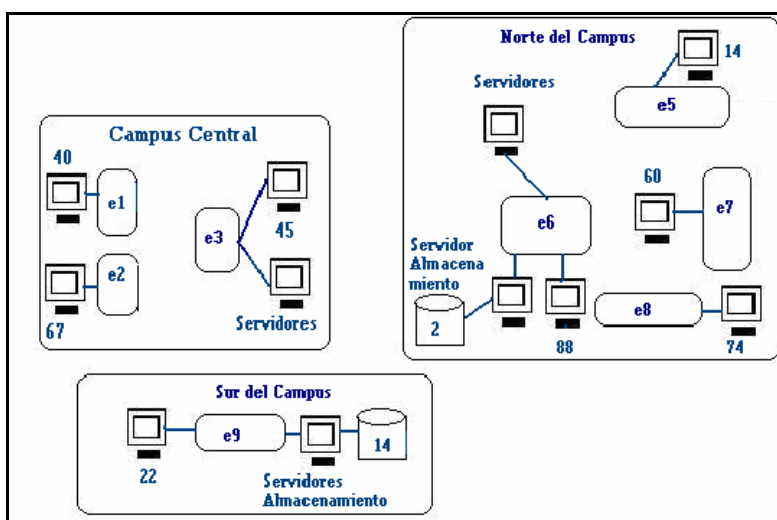 Campus Central
40
e1
e2
67
e3
45
Servidores
Norte del Campus
14
e5
Servidores
60
e7
e6
Servidor
Almacena
miento
2
88
e8
74
Sur del Campus
22
e9
14
Servidores
Almacenamiento